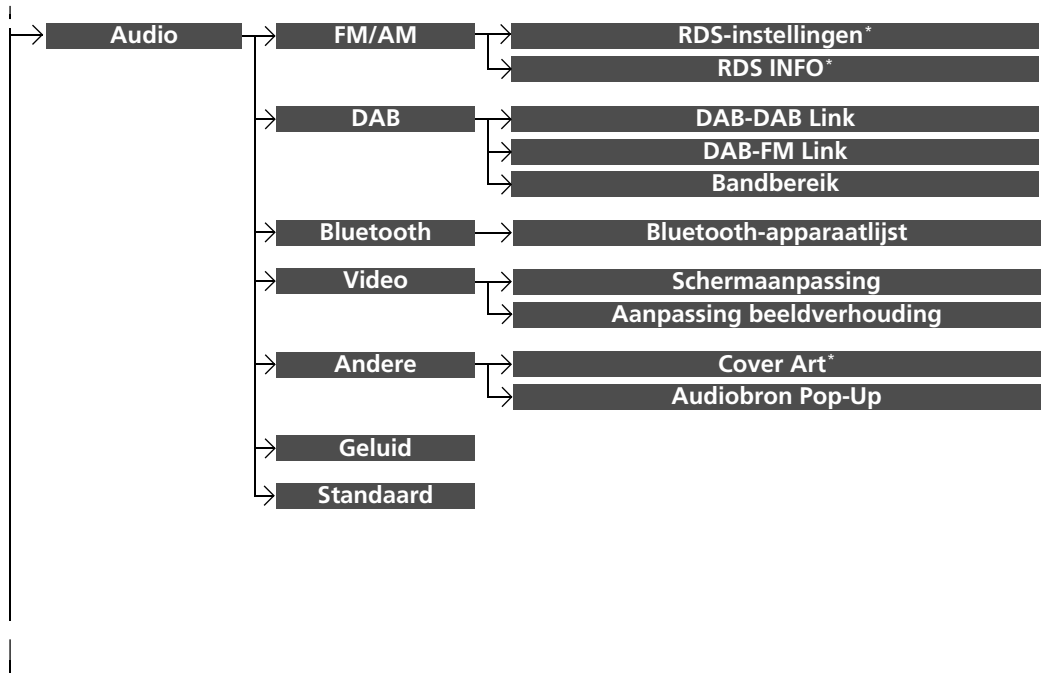 Audio
FM/AM
RDS-instellingen*
RDS INFO*
DAB
DAB-DAB Link
DAB-FM Link
Bandbereik
Bluetooth
Bluetooth-apparaatlijst
Video
Schermaanpassing
Aanpassing beeldverhouding
Andere
Cover Art*
Audiobron Pop-Up
Geluid
Standaard